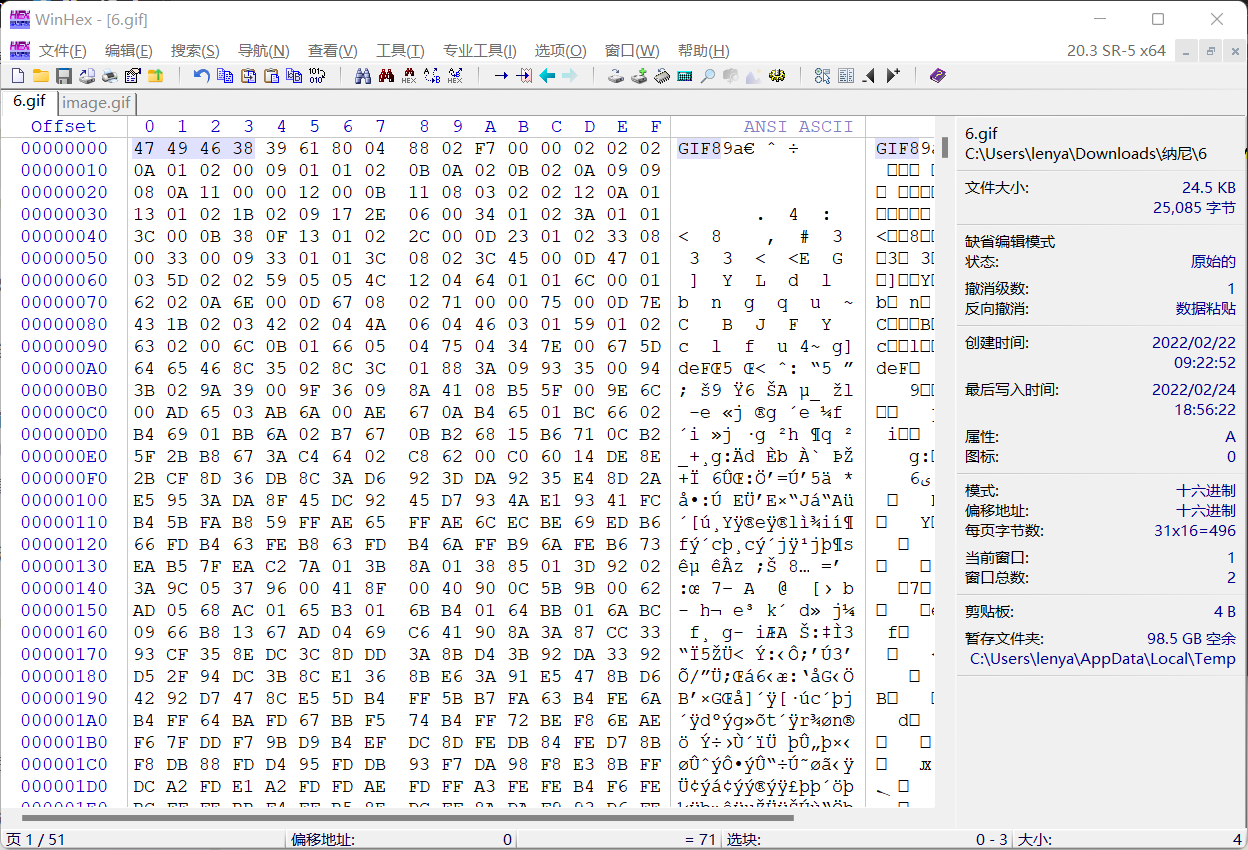 WinHex - [6.gif]
文件(F) 编辑(E) 搜索(S) 导航(N) 查看(V) 工具(T) 专业工具(I) 选项(O) 窗口(W) 帮助(H) 20.3 SR-5 x64
6.gif image.gif
Offset 0 1 2 3 4 5 6 7 8 9 A B C D E F ANSI ASCII
00000000 47 49 46 38 39 61 80 04 88 02 F7 00 00 02 02 02 GIF89a€ ˆ ÷ GIF89a
00000010 0A 01 02 00 09 01 01 02 0B 0A 02 0B 02 0A 09 09
00000020 08 0A 11 00 00 12 00 0B 11 08 03 02 02 12 0A 01
00000030 13 01 02 1B 02 09 17 2E 06 00 34 01 02 3A 01 01 . 4 :
00000040 3C 00 0B 38 0F 13 01 02 2C 00 0D 23 01 02 33 08 < 8 , # 3
00000050 00 33 00 09 33 01 01 3C 08 02 3C 45 00 0D 47 01 3 3 < <E G
00000060 03 5D 02 02 59 05 05 4C 12 04 64 01 01 6C 00 01 ] Y L d l
00000070 62 02 0A 6E 00 0D 67 08 02 71 00 00 75 00 0D 7E b n g q u ~
00000080 43 1B 02 03 42 02 04 4A 06 04 46 03 01 59 01 02 C B J F Y
00000090 63 02 00 6C 0B 01 66 05 04 75 04 34 7E 00 67 5D c l f u 4~ g]
000000A0 64 65 46 8C 35 02 8C 3C 01 88 3A 09 93 35 00 94 deFŒ5 Œ< ˆ: “5 ”
000000B0 3B 02 9A 39 00 9F 36 09 8A 41 08 B5 5F 00 9E 6C ; š9 Ÿ6 ŠA µ_ žl
000000C0 00 AD 65 03 AB 6A 00 AE 67 0A B4 65 01 BC 66 02 -e «j ®g ´e ¼f
000000D0 B4 69 01 BB 6A 02 B7 67 0B B2 68 15 B6 71 0C B2 ´i »j ·g ²h ¶q ²
000000E0 5F 2B B8 67 3A C4 64 02 C8 62 00 C0 60 14 DE 8E _+¸g:Äd Èb À` ÞŽ
000000F0 2B CF 8D 36 DB 8C 3A D6 92 3D DA 92 35 E4 8D 2A +Ï 6ÛŒ:Ö’=Ú’5ä *
00000100 E5 95 3A DA 8F 45 DC 92 45 D7 93 4A E1 93 41 FC å•:Ú EÜ’E×“Já“Aü
00000110 B4 5B FA B8 59 FF AE 65 FF AE 6C EC BE 69 ED B6 ´[ú¸Yÿ®eÿ®lì¾ií¶
00000120 66 FD B4 63 FE B8 63 FD B4 6A FF B9 6A FE B6 73 fý´cþ¸cý´jÿ¹jþ¶s
00000130 EA B5 7F EA C2 7A 01 3B 8A 01 38 85 01 3D 92 02 êµ êÂz ;Š 8… =’
00000140 3A 9C 05 37 96 00 41 8F 00 40 90 0C 5B 9B 00 62 :œ 7– A @ [› b
00000150 AD 05 68 AC 01 65 B3 01 6B B4 01 64 BB 01 6A BC - h¬ e³ k´ d» j¼
00000160 09 66 B8 13 67 AD 04 69 C6 41 90 8A 3A 87 CC 33 f¸ g- iÆA Š:‡Ì3
00000170 93 CF 35 8E DC 3C 8D DD 3A 8B D4 3B 92 DA 33 92 “Ï5ŽÜ< Ý:‹Ô;’Ú3’
00000180 D5 2F 94 DC 3B 8C E1 36 8B E6 3A 91 E5 47 8B D6 Õ/”Ü;Œá6‹æ:‘åG‹Ö
00000190 42 92 D7 47 8C E5 5D B4 FF 5B B7 FA 63 B4 FE 6A B’×GŒå]´ÿ[·úc´þj
000001A0 B4 FF 64 BA FD 67 BB F5 74 B4 FF 72 BE F8 6E AE ´ÿdºýg»õt´ÿr¾øn®
000001B0 F6 7F DD F7 9B D9 B4 EF DC 8D FE DB 84 FE D7 8B ö Ý÷›Ù´ïÜ þÛ„þ×‹
000001C0 F8 DB 88 FD D4 95 FD DB 93 F7 DA 98 F8 E3 8B FF øÛˆýÔ•ýÛ“÷Ú˜øã‹ÿ
000001D0 DC A2 FD E1 A2 FD FD AE FD FF A3 FE FE B4 F6 FE Ü¢ýá¢ýý®ýÿ£þþ´öþ
6.gif
C:\Users\lenya\Downloads\纳尼\6
文件大小: 24.5 KB
25,085 字节
缺省编辑模式
状态: 原始的
撤消级数: 1
反向撤消: 数据粘贴
创建时间: 2022/02/22
09:22:52
最后写入时间: 2022/02/24
18:56:22
属性: A
图标: 0
模式: 十六进制
偏移地址: 十六进制
每页字节数: 31x16=496
当前窗口: 1
窗口总数: 2
剪贴板: 4 B
暂存文件夹: 98.5 GB 空余
C:\Users\lenya\AppData\Local\Temp
页 1 / 51 偏移地址: 0 = 71 选块: 0 - 3 大小: 4